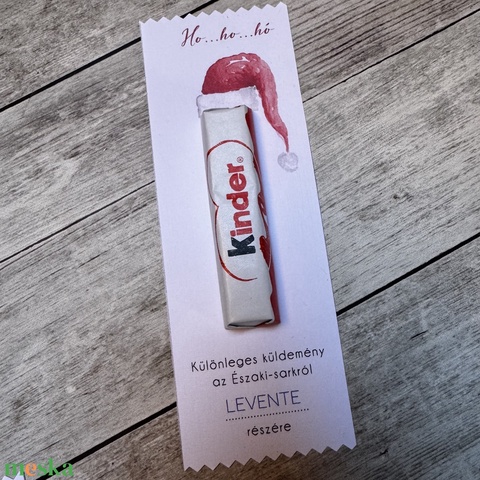 Ho...ho...hó
Kinder®
Különleges küldemény
az Északi-sarkról
LEVENTE
részére
meska